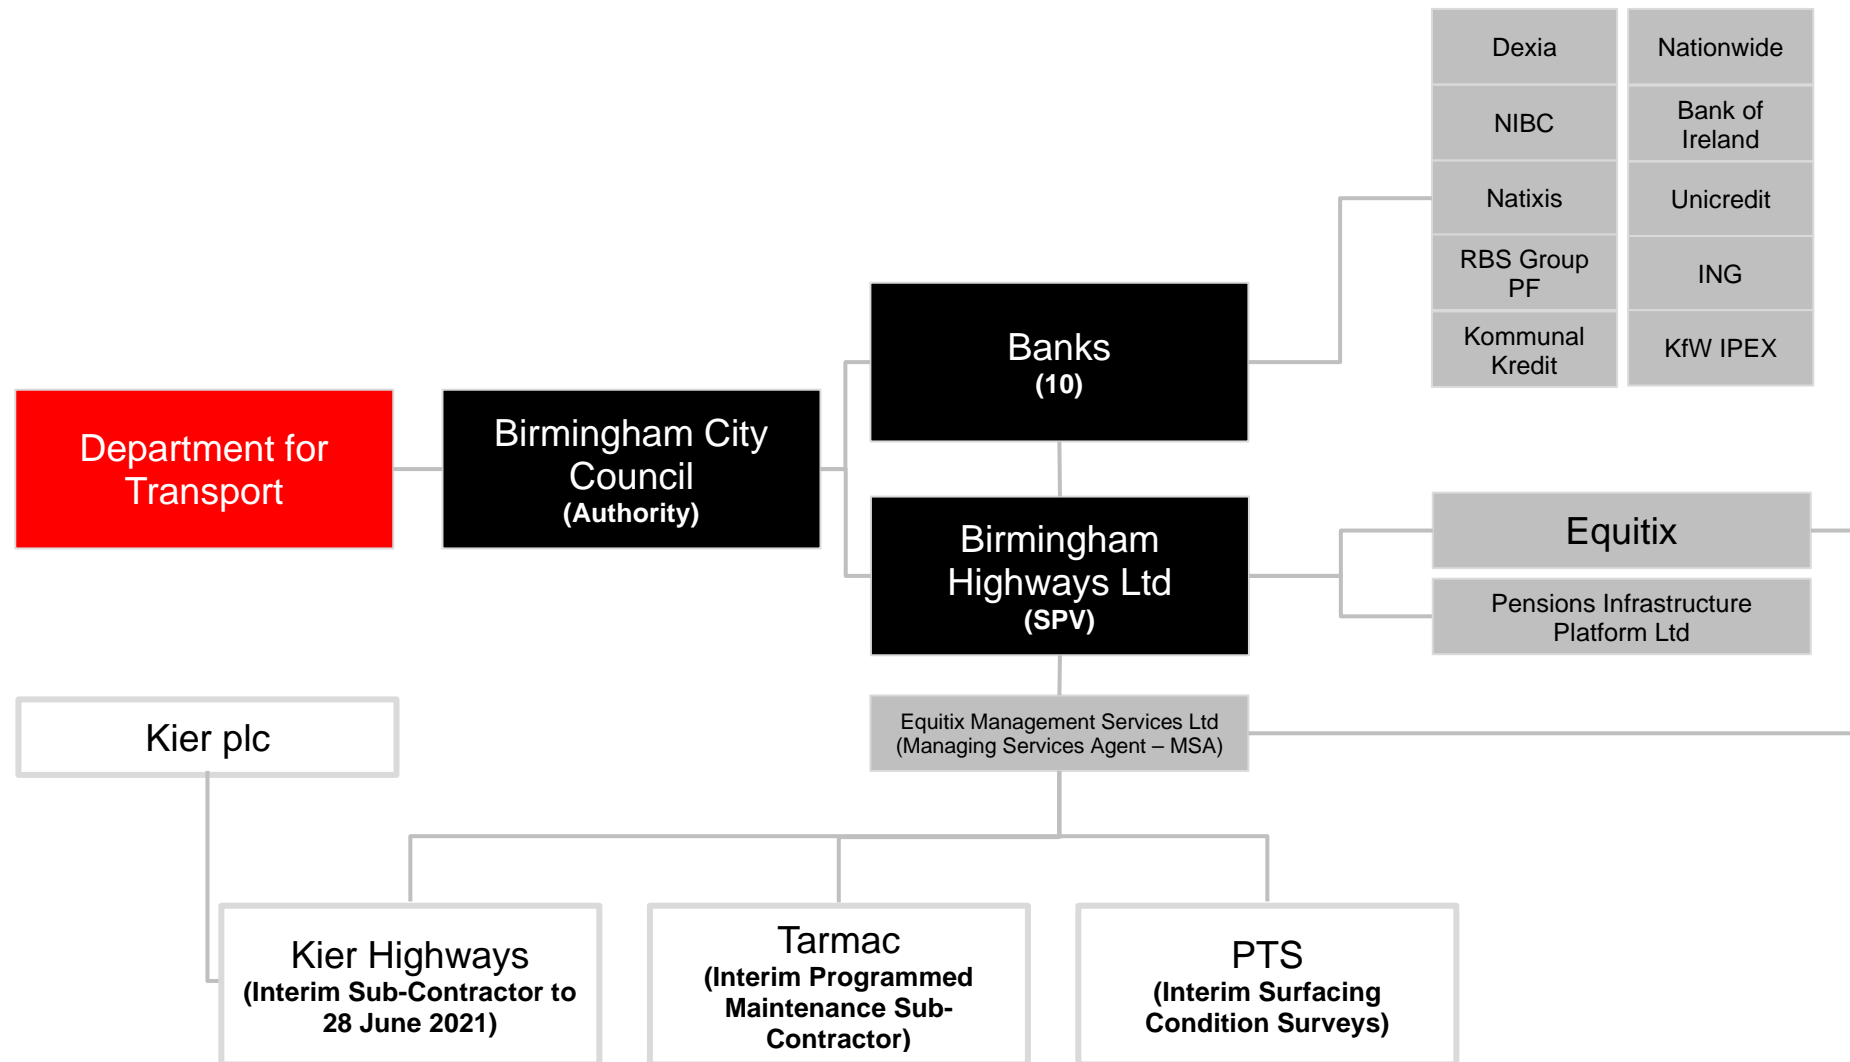 Dexia
Nationwide
NIBC
Bank of
Ireland
Natixis
Unicredit
RBS Group
PF
ING
Kommunal
Kredit
KfW IPEX
Banks
(10)
Department for
Transport
Birmingham City
Council
(Authority)
Birmingham
Highways Ltd
(SPV)
Equitix
Pensions Infrastructure
Platform Ltd
Kier plc
Equitix Management Services Ltd
(Managing Services Agent – MSA)
Kier Highways
(Interim Sub-Contractor to
28 June 2021)
Tarmac
(Interim Programmed
Maintenance Sub-
Contractor)
PTS
(Interim Surfacing
Condition Surveys)